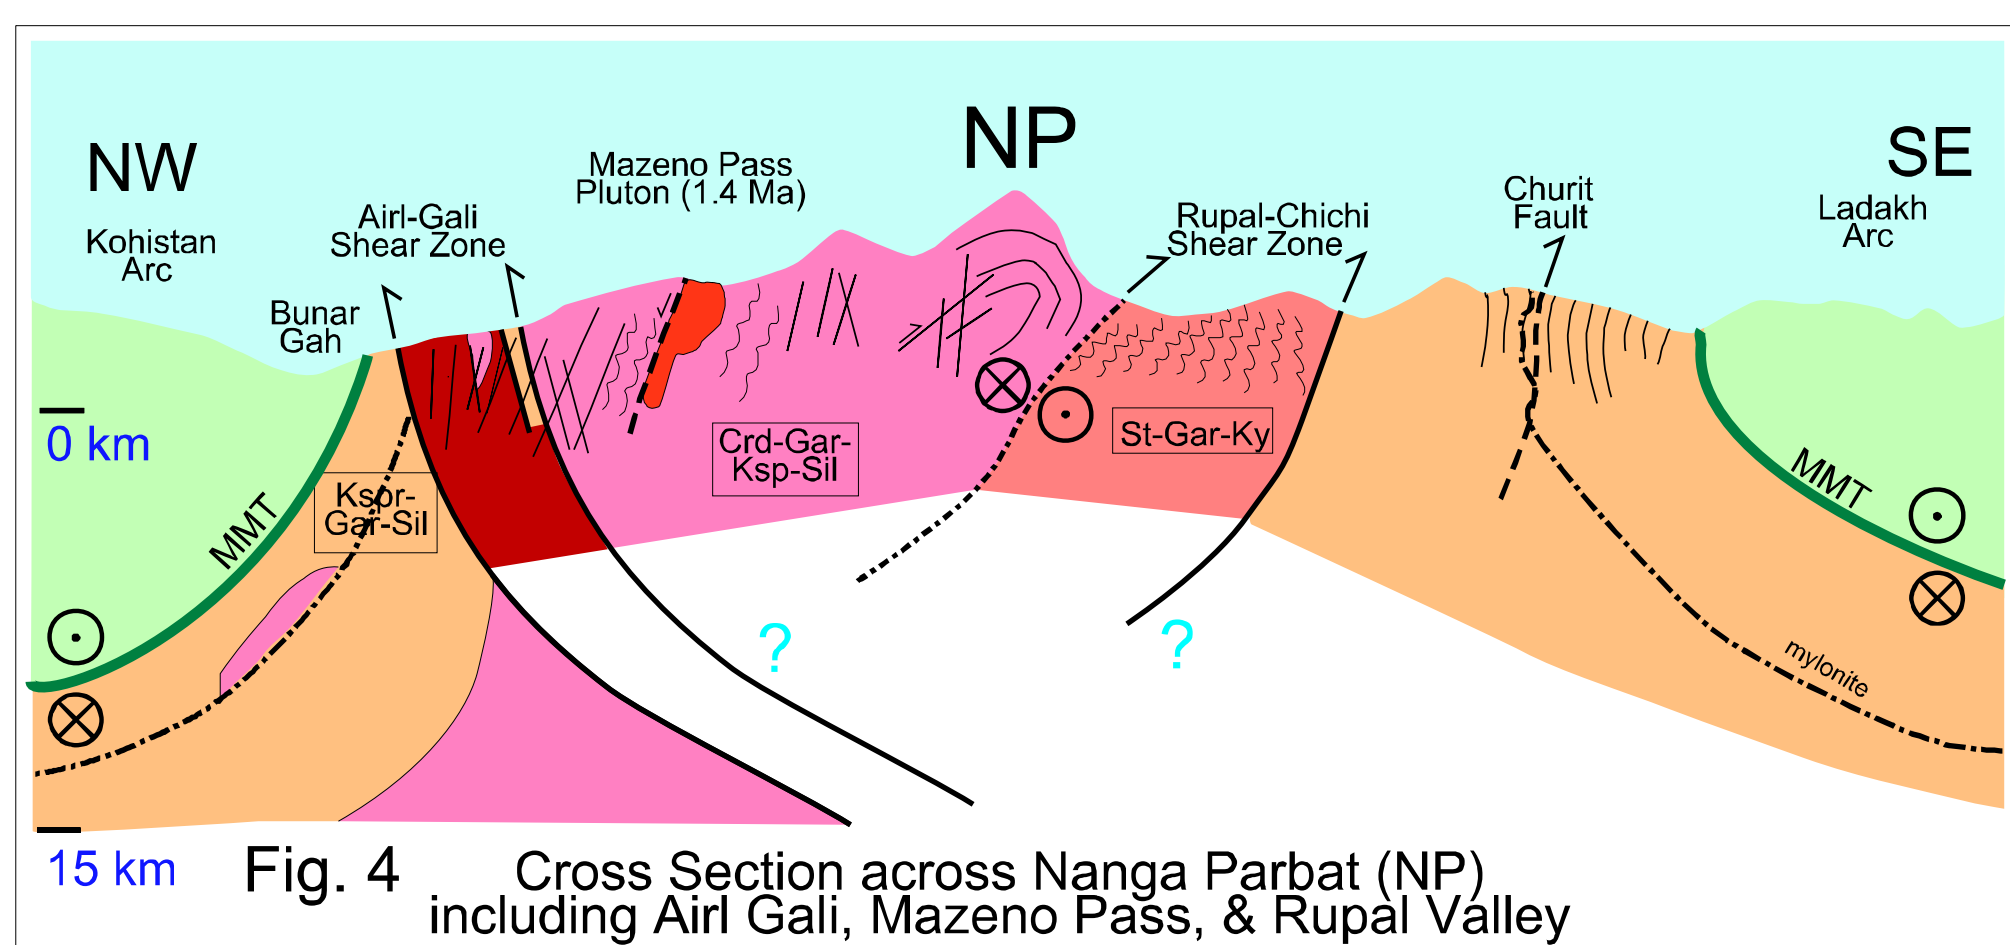 NP
NW
SE
Mazeno Pass
Pluton (1.4 Ma)
Airl-Gali
Shear Zone
Kohistan
Arc
Bunar
Gah
Rupal-Chichi
Shear Zone
Churit
Fault
Ladakh
Arc
0 km
MMT
Kspr-
Gar-Sil
Crd-Gar-
Ksp-Sil
St-Gar-Ky
MMT
?
?
mylonite
15 km
Fig. 4
Cross Section across Nanga Parbat (NP)
including Airl Gali, Mazeno Pass, & Rupal Valley